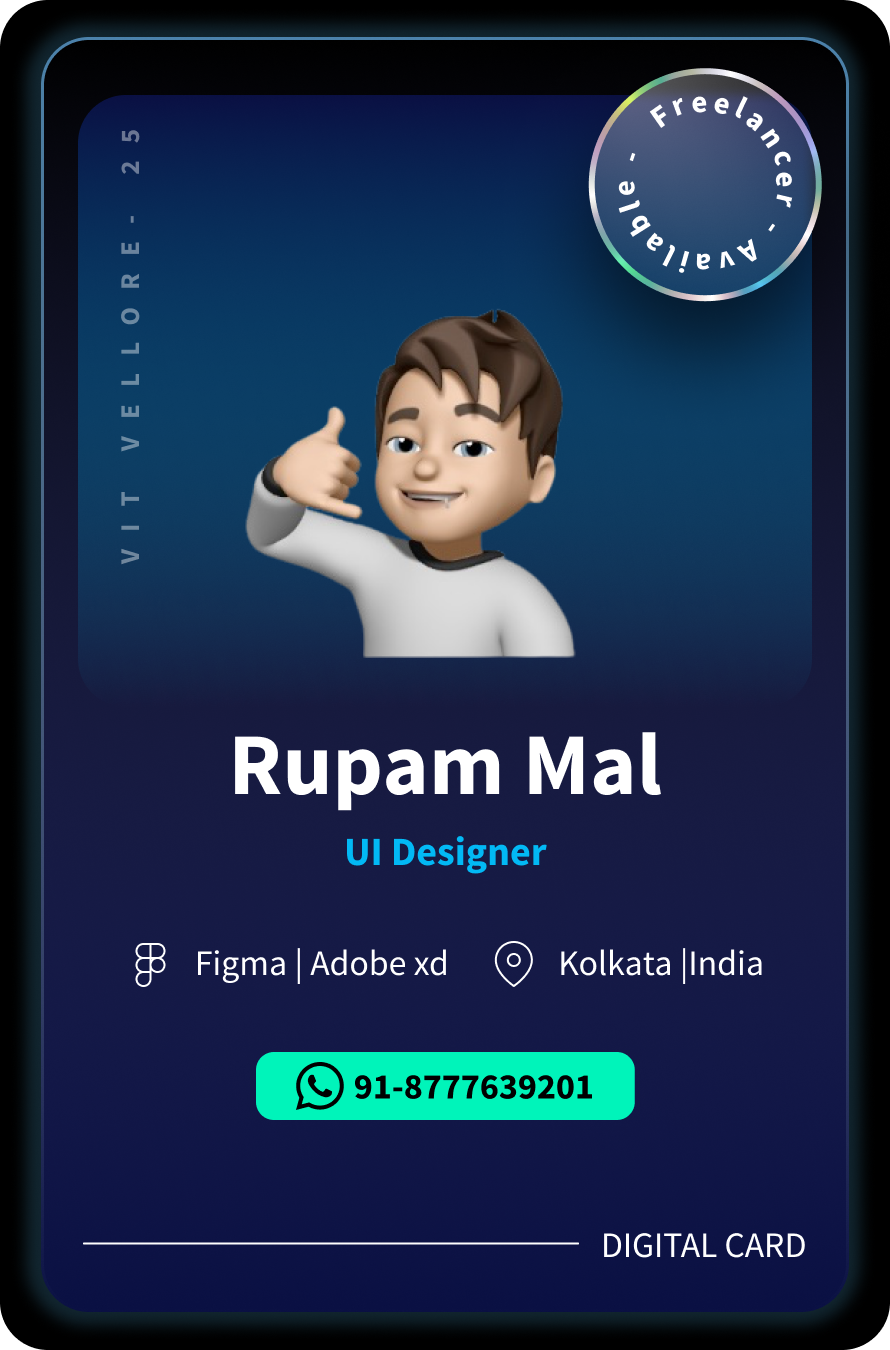 Freelancer - Available -
VIT VELLORE- 25
Rupam Mal
UI Designer
Figma | Adobe xd
Kolkata |India
91-8777639201
DIGITAL CARD